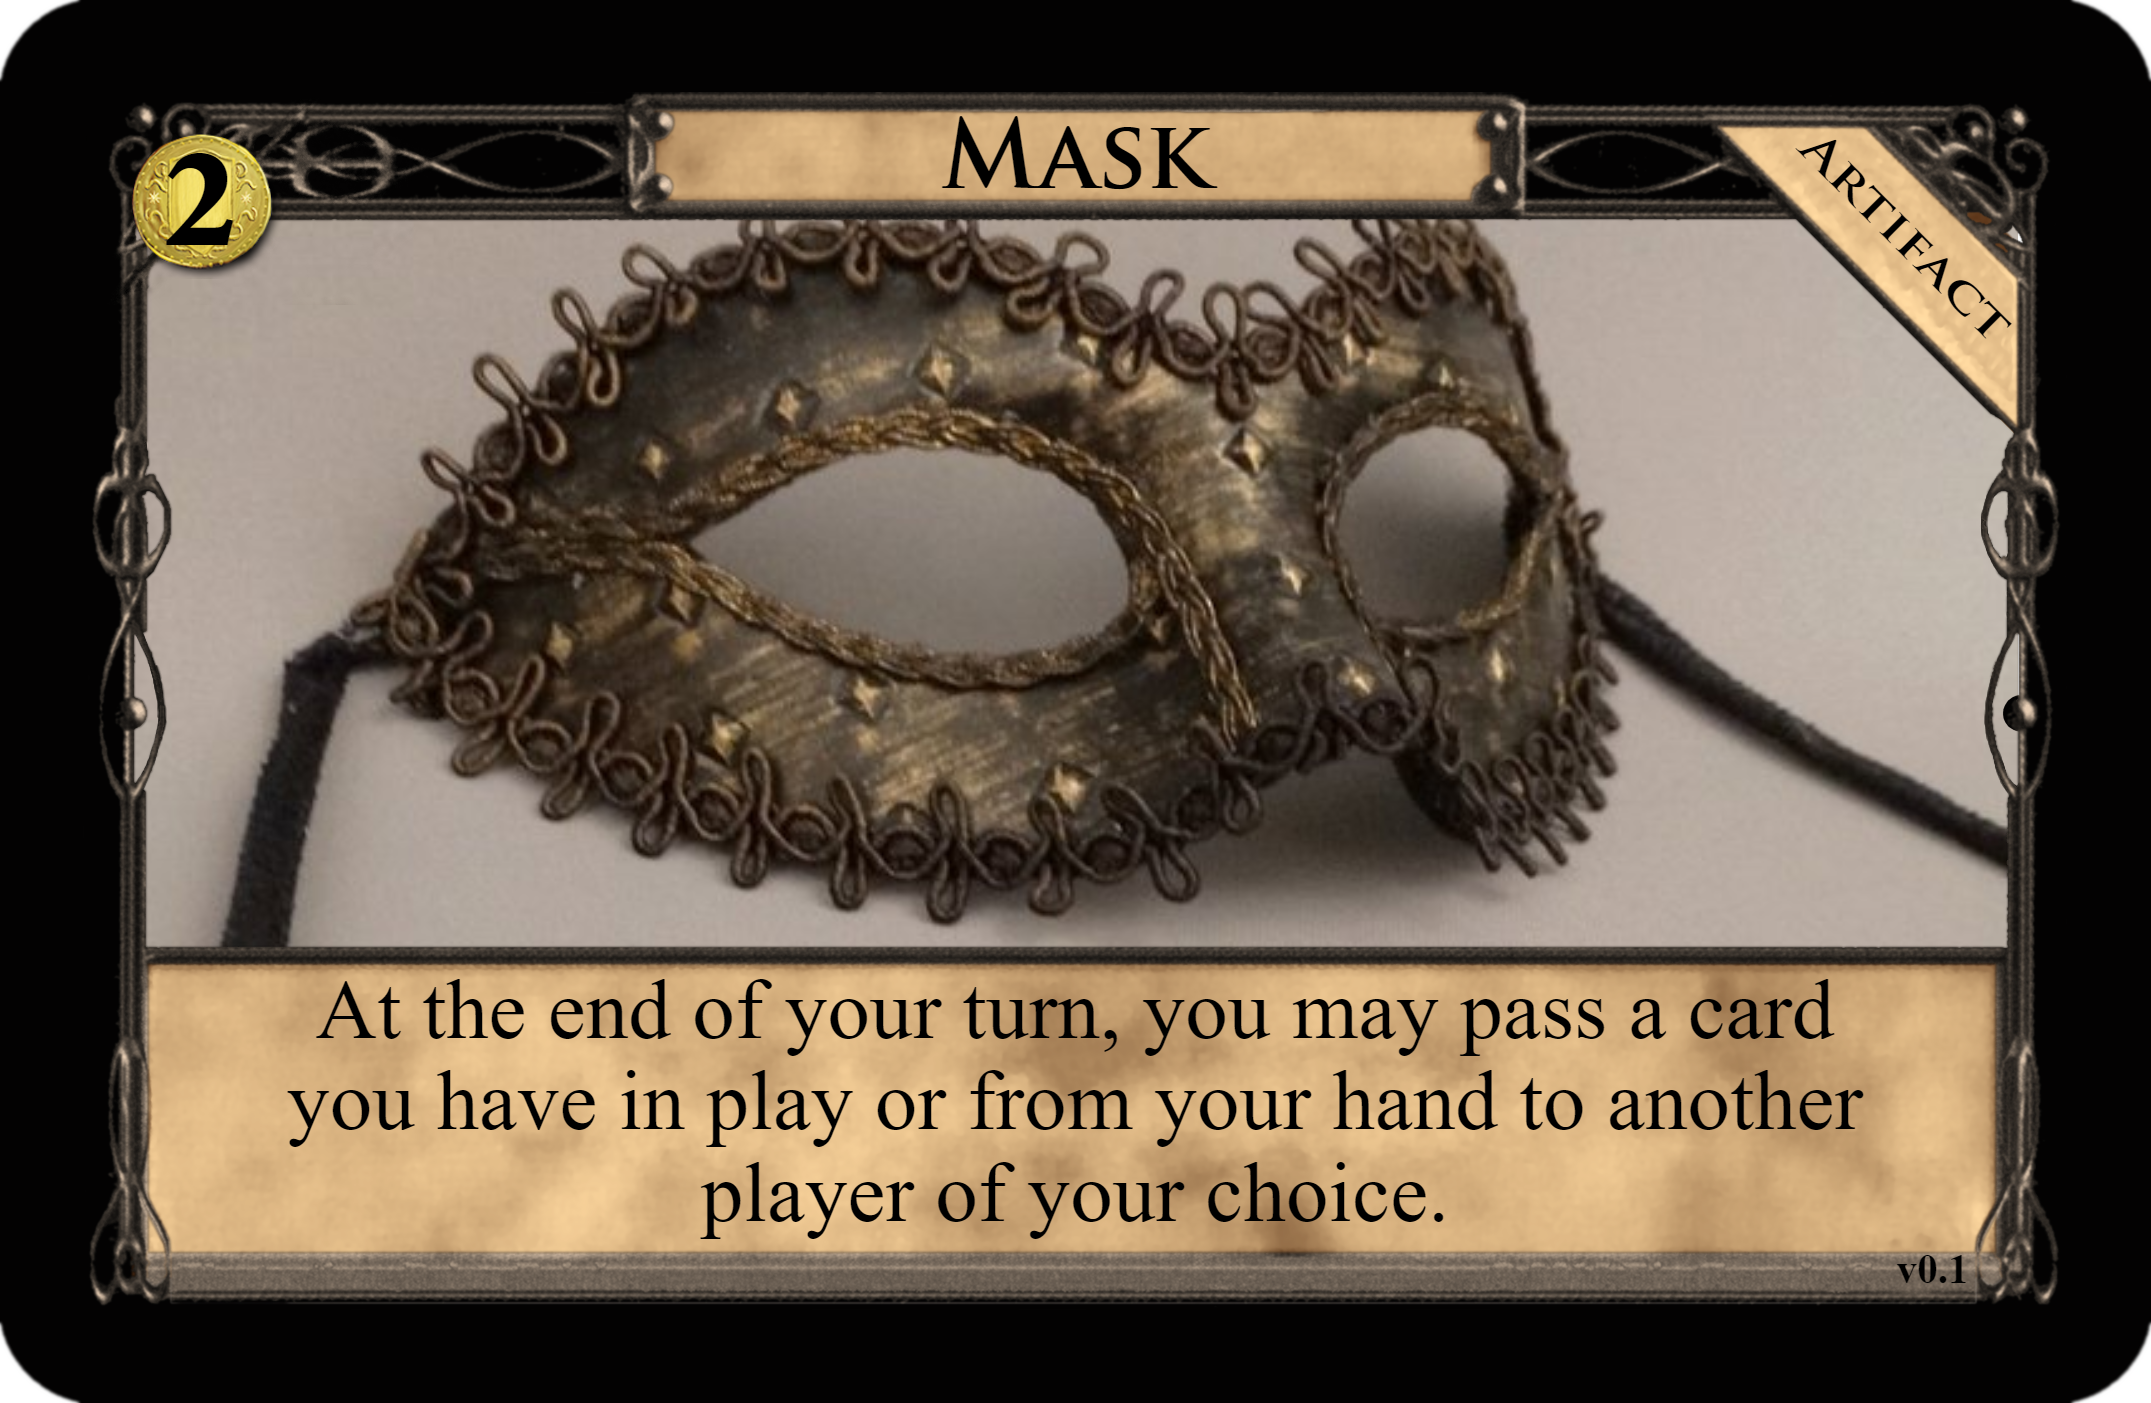 2
MASK
ARTIFACT
At the end of your turn, you may pass a card
you have in play or from your hand to another
player of your choice.
v0.1